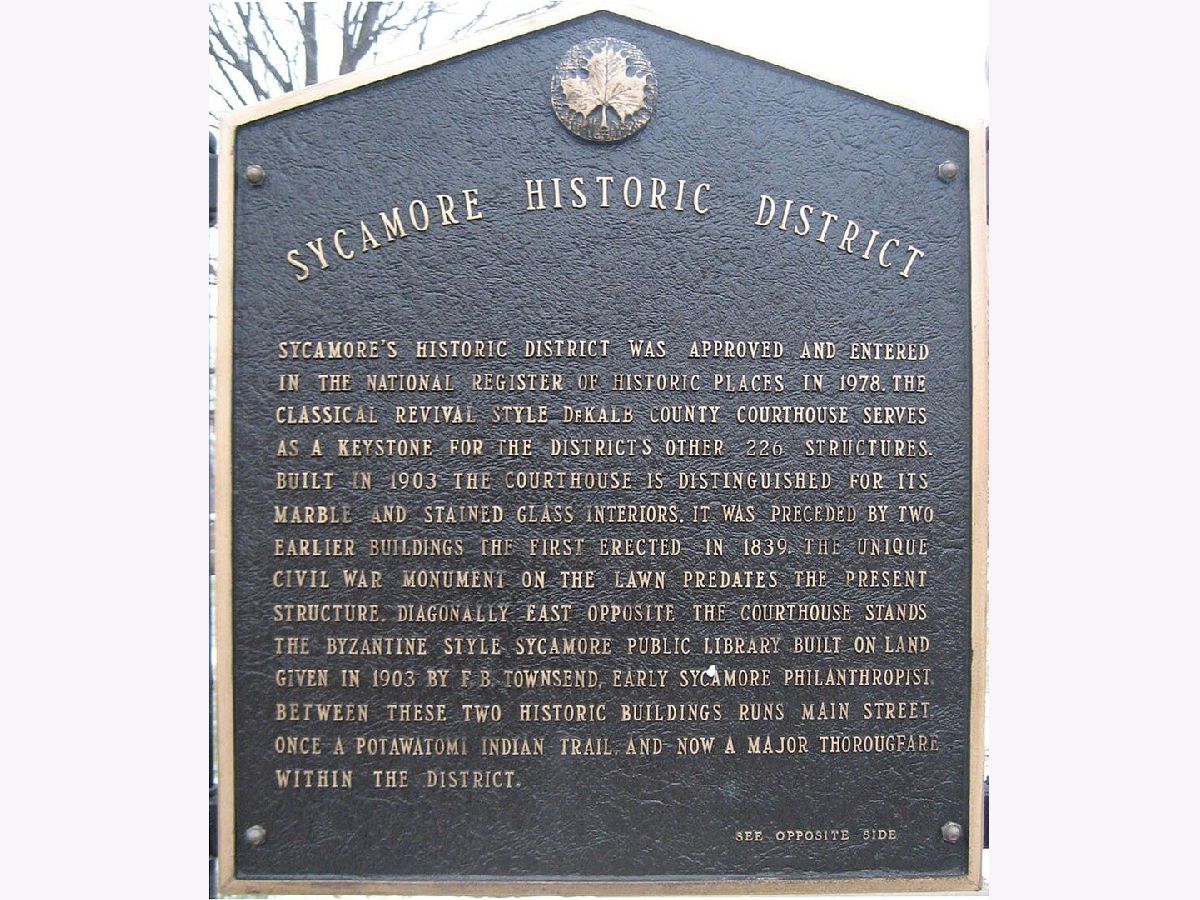 SYCAMORE HISTORIC DISTRICT
SYCAMORE'S HISTORIC DISTRICT WAS APPROVED AND ENTERED
IN THE NATIONAL REGISTER OF HISTORIC PLACES IN 1978. THE
CLASSICAL REVIVAL STYLE DEKALB COUNTY COURTHOUSE SERVES
AS A KEYSTONE FOR THE DISTRICT'S OTHER 226 STRUCTURES.
BUILT IN 1903 THE COURTHOUSE IS DISTINGUISHED FOR ITS
MARBLE AND STAINED GLASS INTERIORS. IT WAS PRECEDED BY TWO
EARLIER BUILDINGS THE FIRST ERECTED IN 1839. THE UNIQUE
CIVIL WAR MONUMENT ON THE LAWN PREDATES THE PRESENT
STRUCTURE. DIAGONALLY EAST OPPOSITE THE COURTHOUSE STANDS
THE BYZANTINE STYLE SYCAMORE PUBLIC LIBRARY BUILT ON LAND
GIVEN IN 1903 BY F.B. TOWNSEND, EARLY SYCAMORE PHILANTHROPIST.
BETWEEN THESE TWO HISTORIC BUILDINGS RUNS MAIN STREET.
ONCE A POTAWATOMI INDIAN TRAIL, AND NOW A MAJOR THOROUGFARE
WITHIN THE DISTRICT.
SEE OPPOSITE SIDE